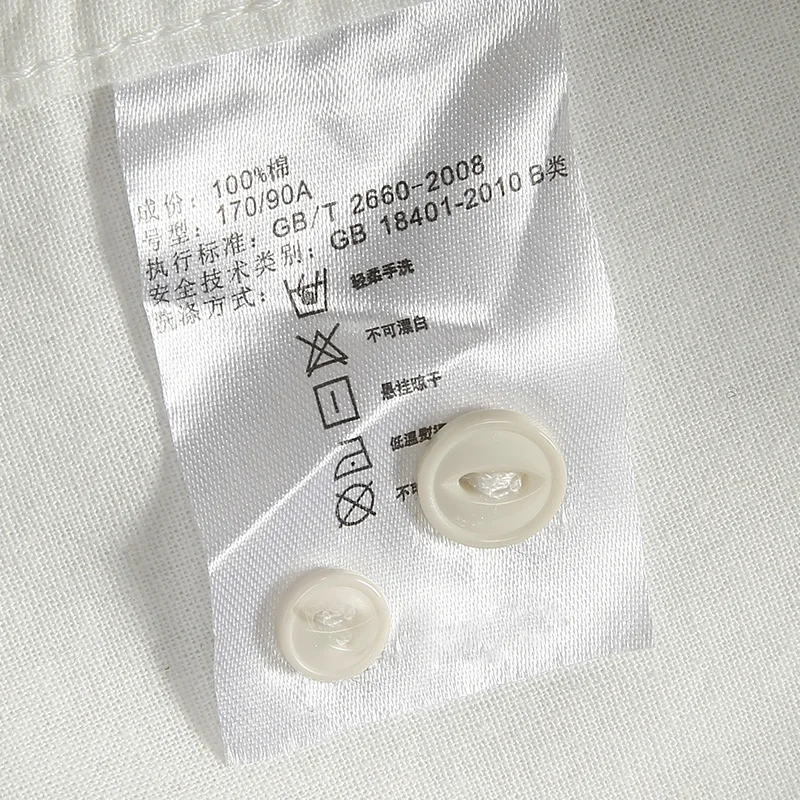 成份：100%棉
号型：170/90A
执行标准：GB/T 2660-2008
安全技术类别：GB 18401-2010 B类
洗涤方式：
轻柔手洗
不可漂白
悬挂晾干
低温熨
不